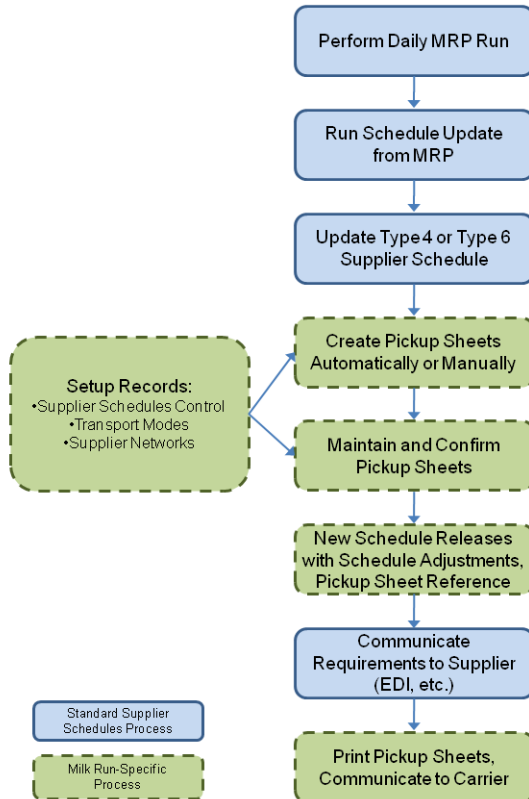 Perform Daily MRP Run
Run Schedule Update
from MRP
Update Type 4 or Type 6
Supplier Schedule
Create Pickup Sheets
Automatically or Manually
Setup Records:
•Supplier Schedules Control
•Transport Modes
•Supplier Networks
Maintain and Confirm
Pickup Sheets
New Schedule Releases
with Schedule Adjustments,
Pickup Sheet Reference
Communicate
Requirements to Supplier
(EDI, etc.)
Standard Supplier
Schedules Process
Print Pickup Sheets,
Communicate to Carrier
Milk Run-Specific
Process